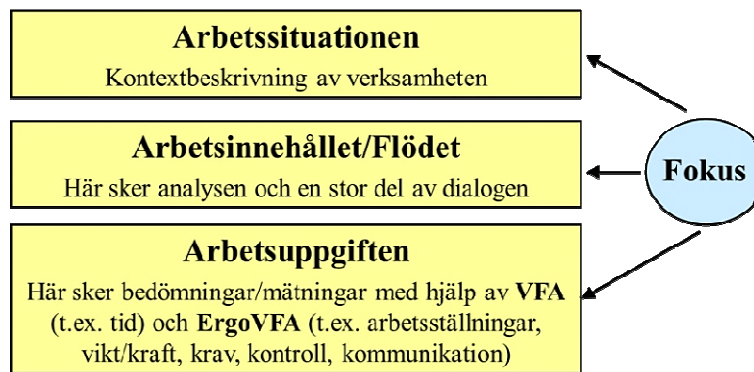 Arbetssituationen
Kontextbeskrivning av verksamheten
Arbetsinnehållet/Flödet
Här sker analysen och en stor del av dialogen
Fokus
Arbetsuppgiften
Här sker bedömningar/mätningar med hjälp av VFA
(t.ex. tid) och ErgoVFA (t.ex. arbetsställningar,
vikt/kraft, krav, kontroll, kommunikation)